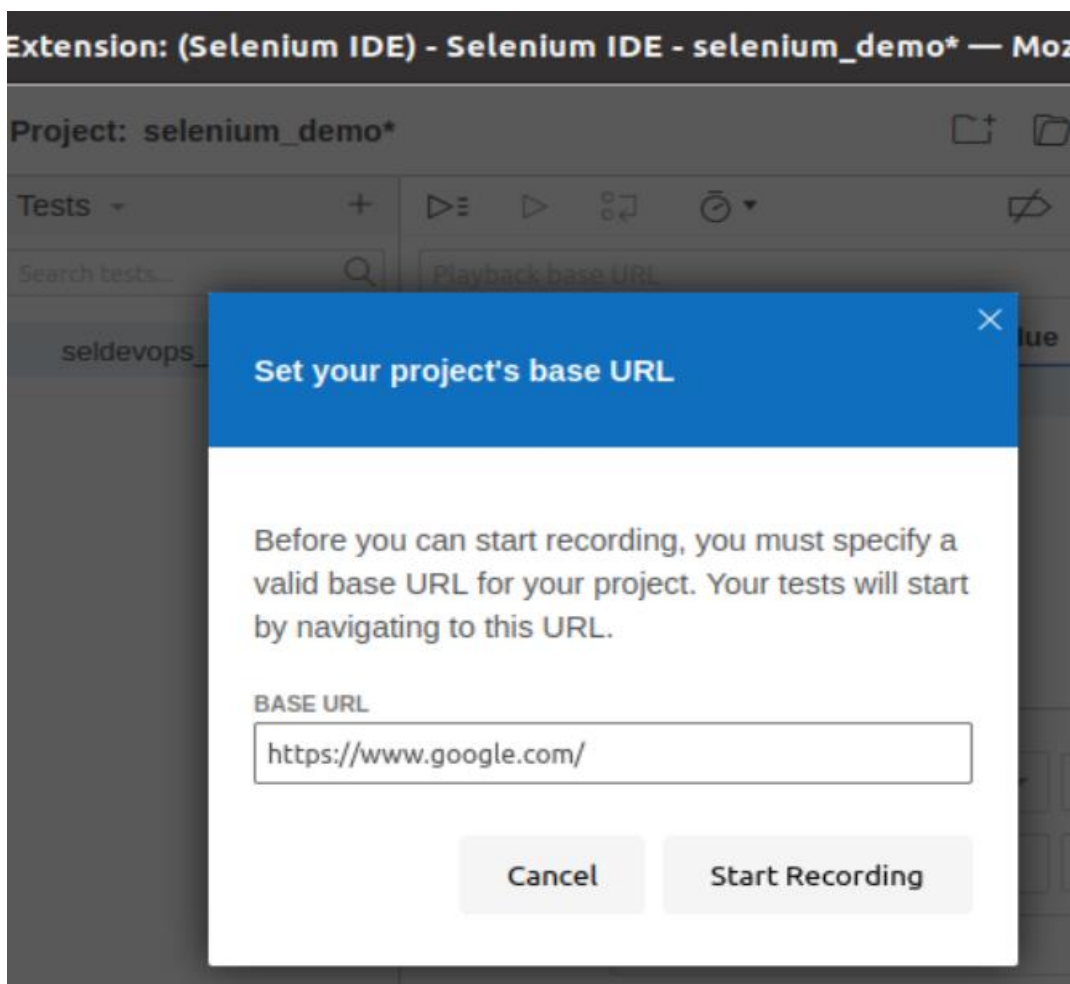 Extension: (Selenium IDE) - Selenium IDE - selenium_demo* — Moz
Project: selenium_demo*
Tests
Search tests...
Playback base URL
seldevops_
lue
Set your project's base URL
Before you can start recording, you must specify a
valid base URL for your project. Your tests will start
by navigating to this URL.
BASE URL
https://www.google.com/
Cancel Start Recording